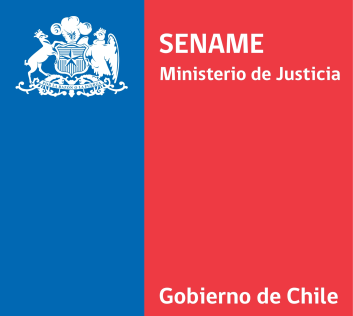 SENAME
Ministerio de Justicia
Gobierno de Chile